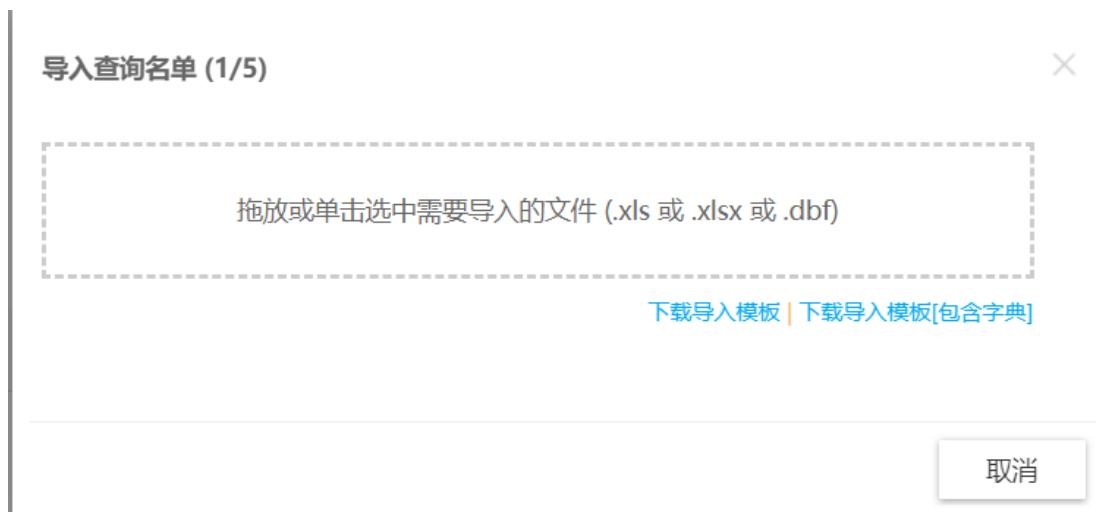 导入查询名单 (1/5)
拖放或单击选中需要导入的文件 (.xls 或 .xlsx 或 .dbf)
下载导入模板 | 下载导入模板[包含字典]
取消